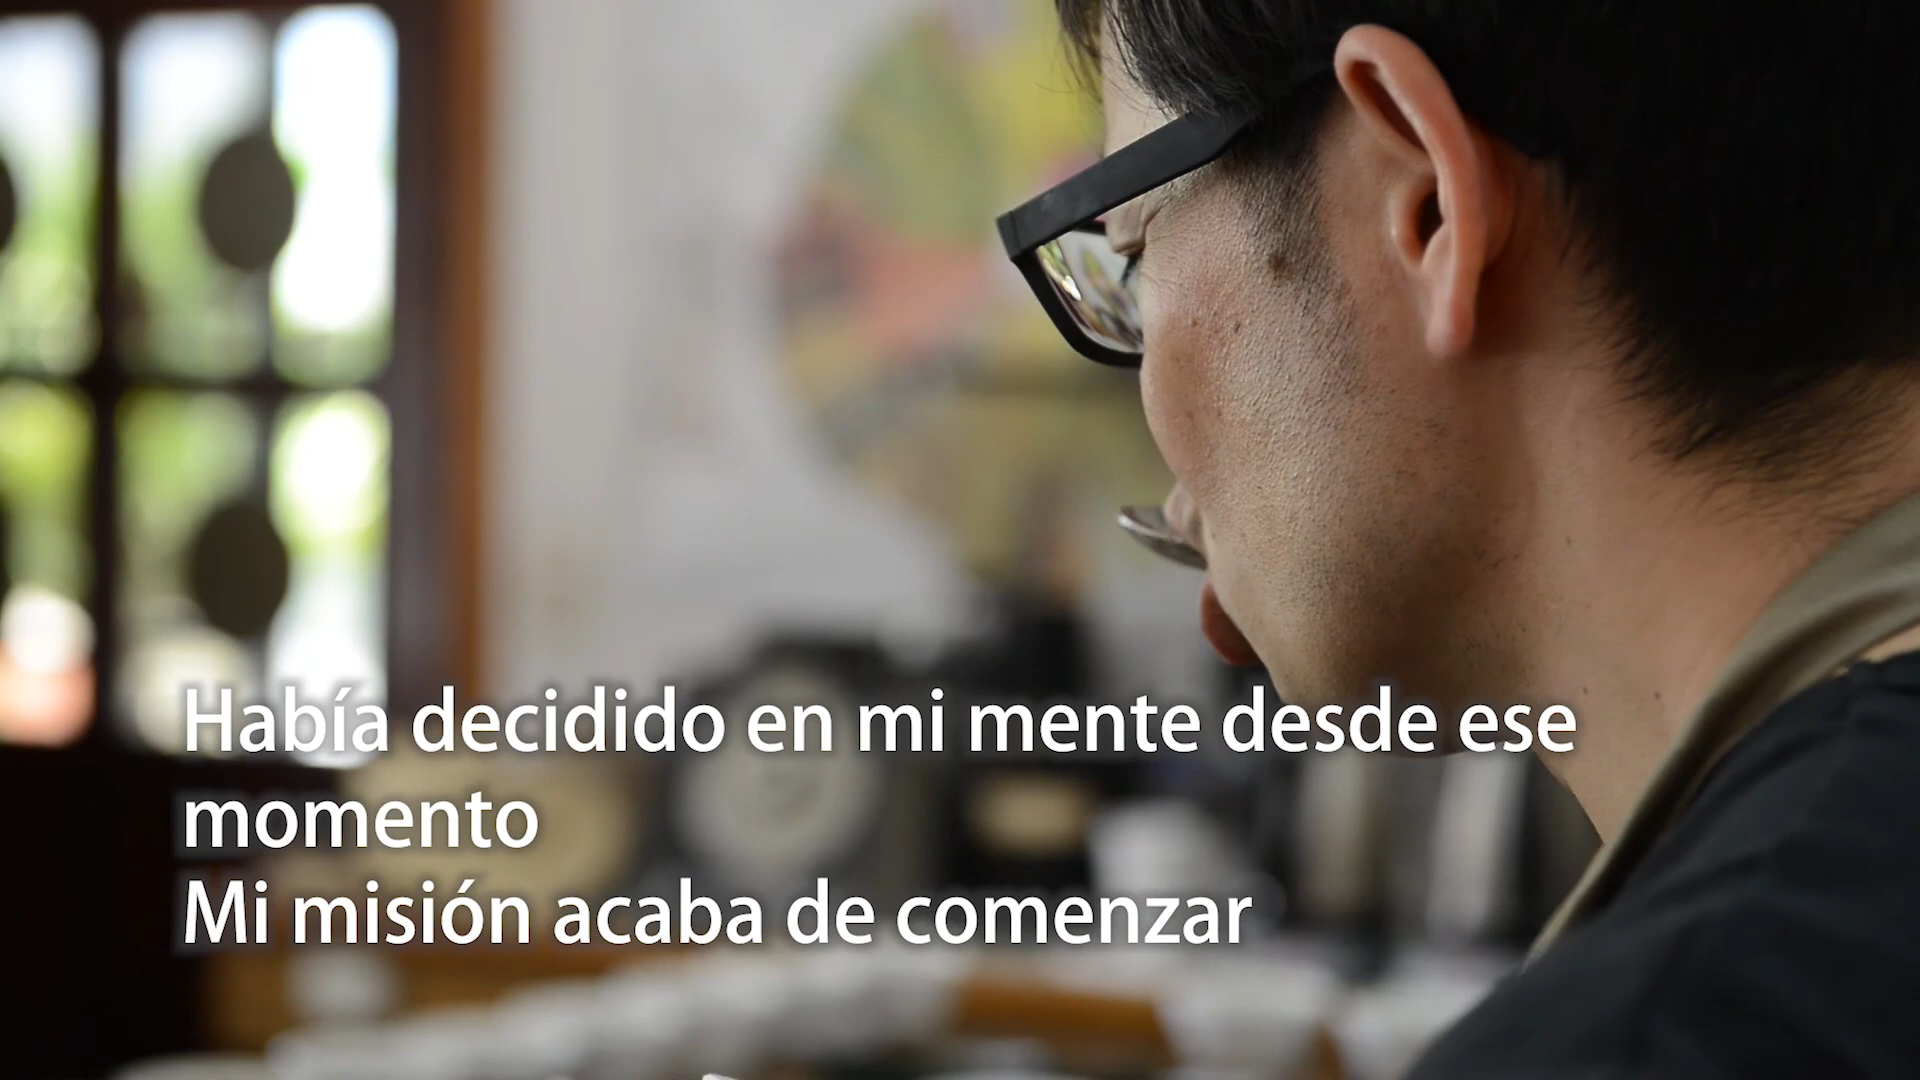 Había decidido en mi mente desde ese
momento
Mi misión acaba de comenzar